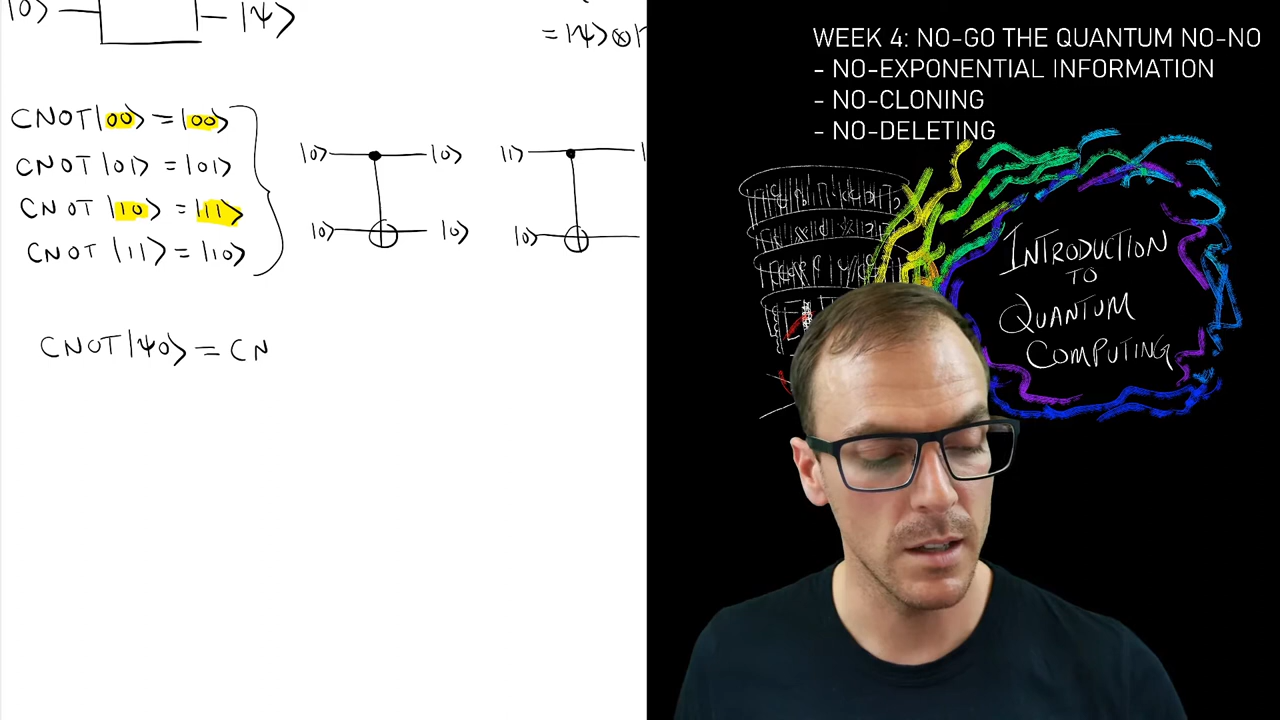 |0⟩ |ψ⟩
= |ψ⟩⊗|
CNOT|00⟩ = |00⟩
CNOT |01⟩ = |01⟩
CNOT |10⟩ = |11⟩
CNOT |11⟩ = |10⟩
|0⟩ |0⟩ |1⟩
|0⟩ |0⟩ |0⟩
CNOT|ψ0⟩ = CN
WEEK 4: NO-GO THE QUANTUM NO-NO
- NO-EXPONENTIAL INFORMATION
- NO-CLONING
- NO-DELETING
INTRODUCTION
TO
QUANTUM
COMPUTING